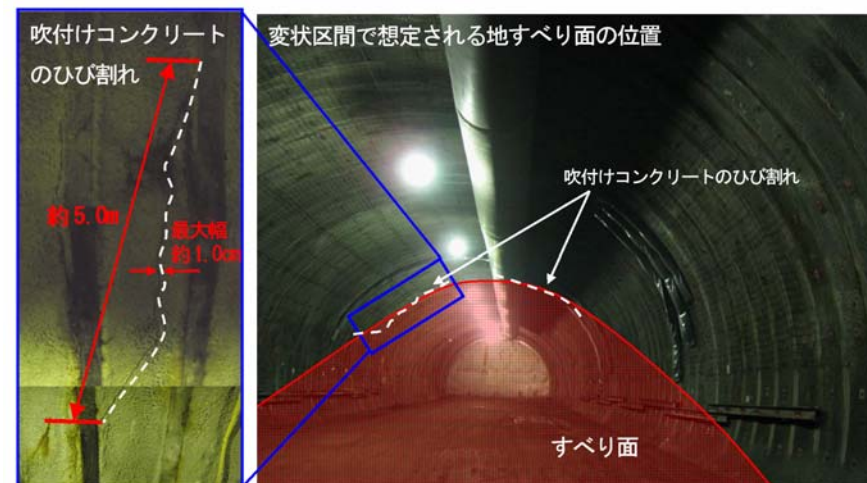 吹付けコンクリート
のひび割れ
約5.0m
最大幅
約1.0cm
変状区間で想定される地すべり面の位置
吹付けコンクリートのひび割れ
すべり面